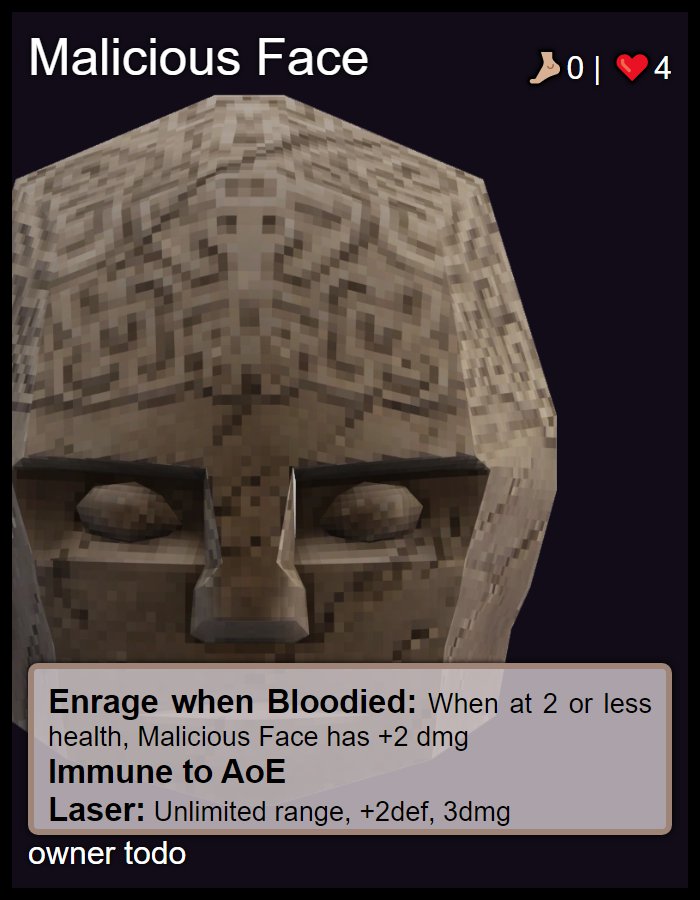 Malicious Face
🦶🏼0 | ❤️4
Enrage when Bloodied: When at 2 or less
health, Malicious Face has +2 dmg
Immune to AoE
Laser: Unlimited range, +2def, 3dmg
owner todo